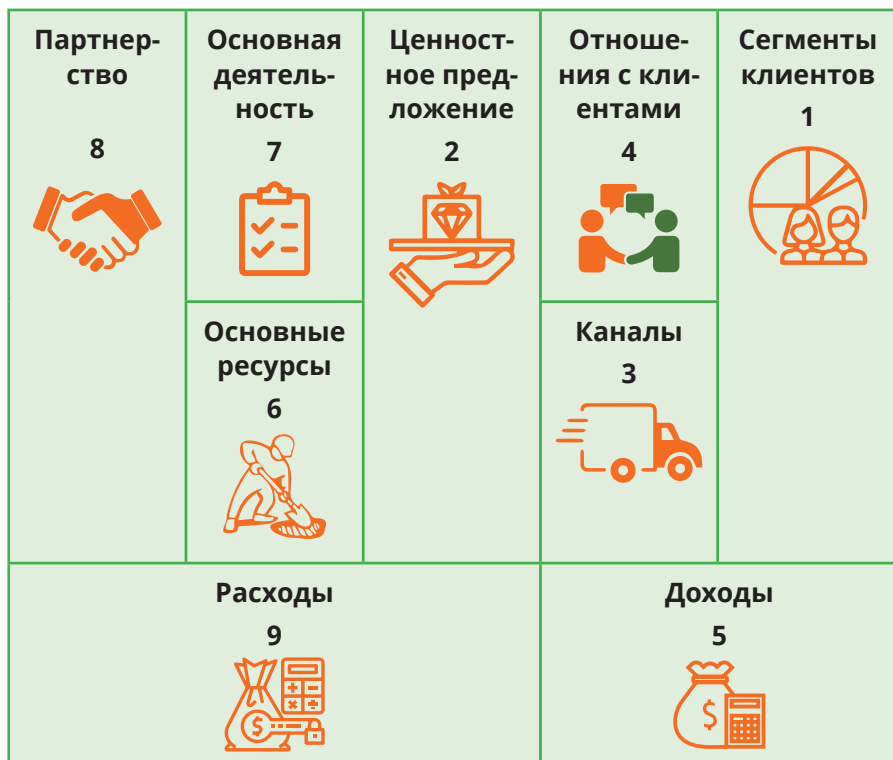 Партнер-
ство
8
Основная
деятель-
ность
7
Основные
ресурсы
6
Ценност-
ное пред-
ложение
2
Отноше-
ния с кли-
ентами
4
Каналы
3
Сегменты
клиентов
1
Расходы
9
$
Доходы
5
$